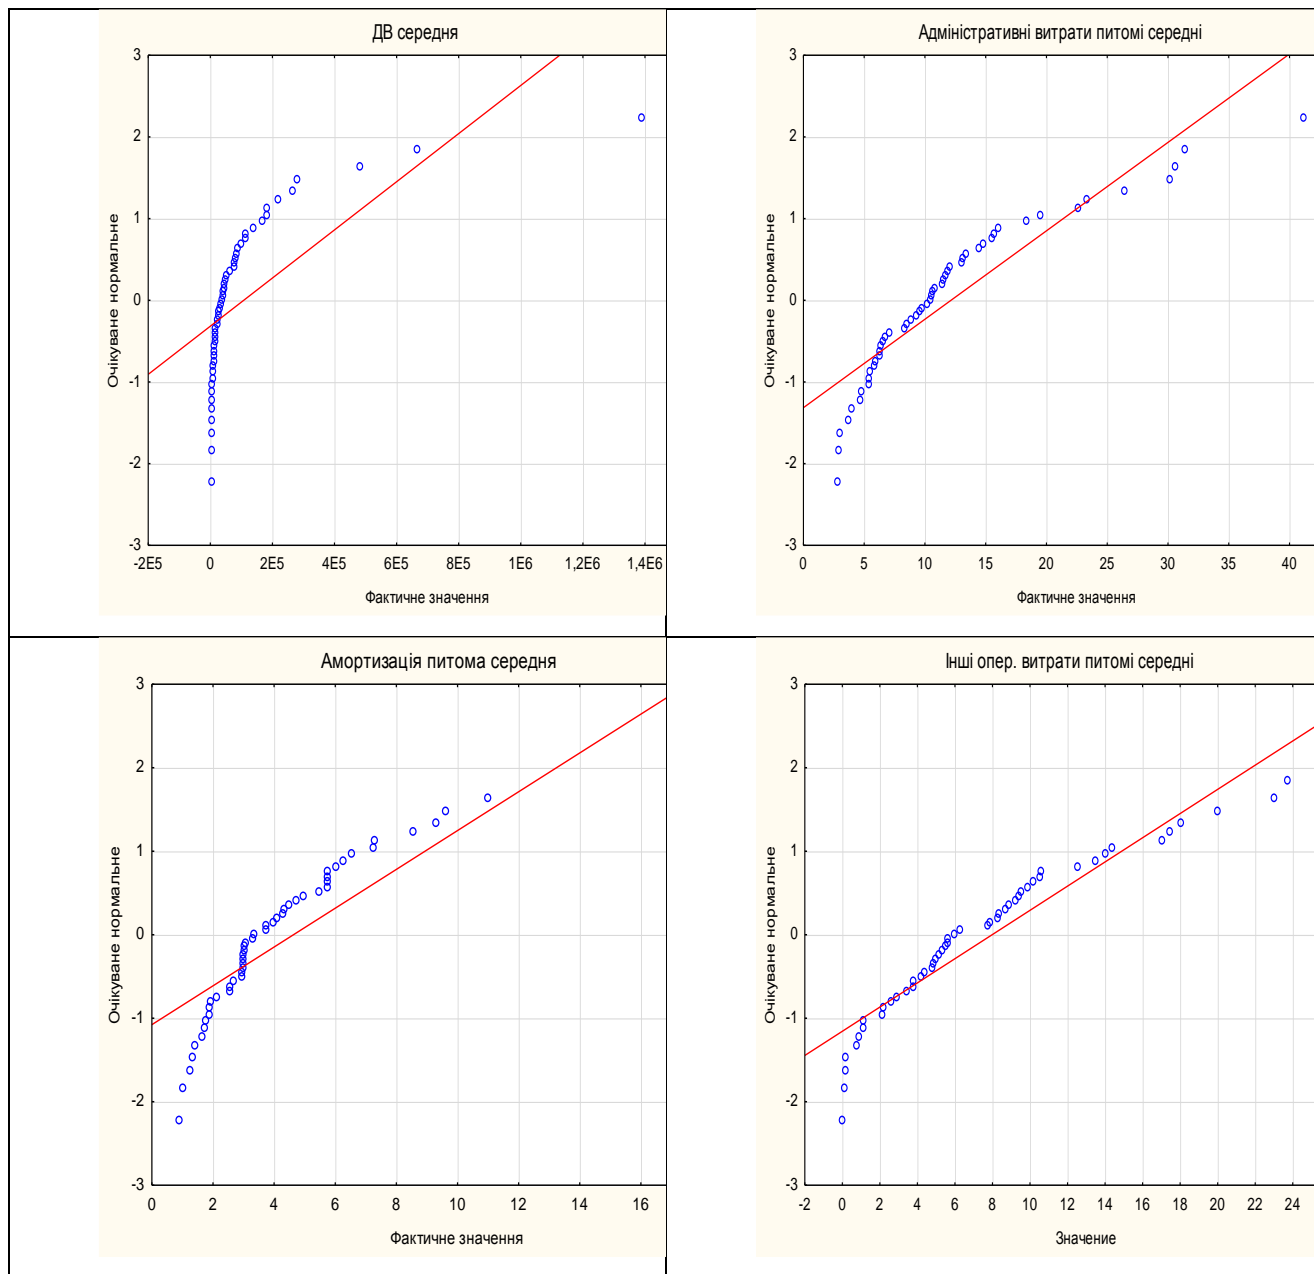 ДВ середня
3
2
1
0
-1
-2
-3
Очікуване нормальне
-2E5 0 2E5 4E5 6E5 8E5 1E6 1,2E6 1,4E6
Фактичне значення
Адміністративні витрати питомі середні
3
2
1
0
-1
-2
-3
Очікуване нормальне
0 5 10 15 20 25 30 35 40
Фактичне значення
Амортизація питома середня
3
2
1
0
-1
-2
-3
Очікуване нормальне
0 2 4 6 8 10 12 14 16
Фактичне значення
Інші опер. витрати питомі середні
3
2
1
0
-1
-2
-3
Очікуване нормальне
-2 0 2 4 6 8 10 12 14 16 18 20 22 24
Значение